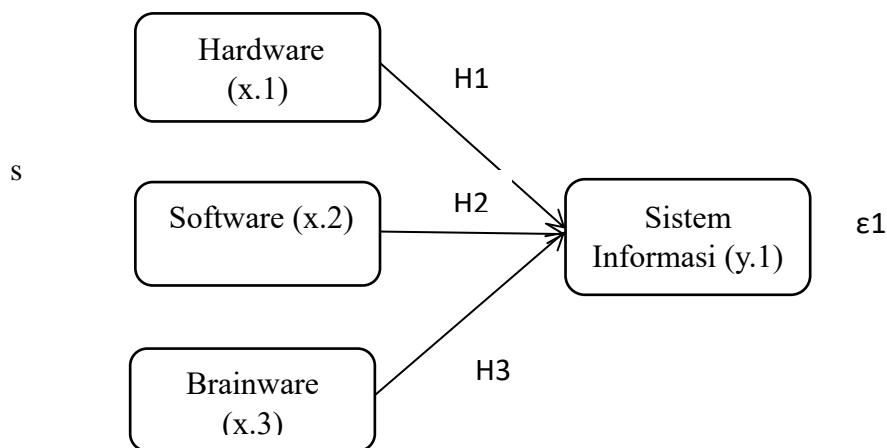 Hardware
(x.1)
H1
s
Software (x.2)
H2
Sistem
Informasi (y.1)
ε1
H3
Brainware
(x.3)